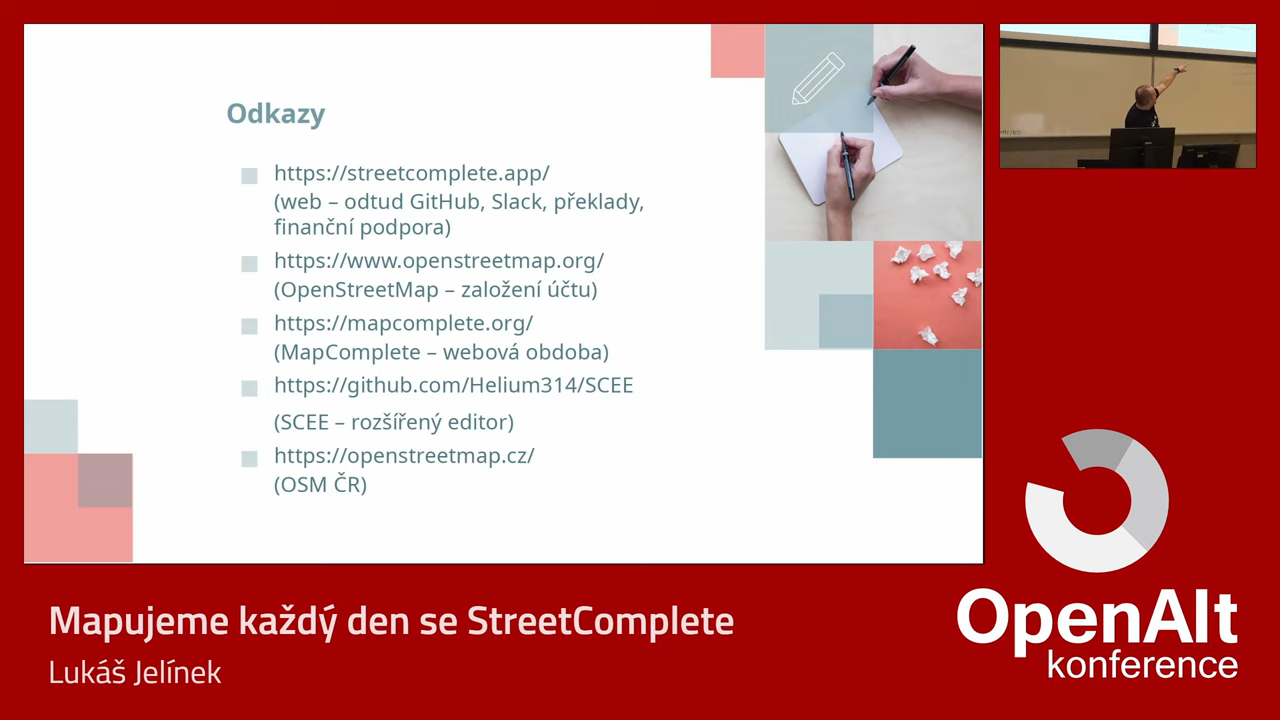 Odkazy
https://streetcomplete.app/
(web – odtud GitHub, Slack, překlady,
finanční podpora)
https://www.openstreetmap.org/
(OpenStreetMap – založení účtu)
https://mapcomplete.org/
(MapComplete – webová obdoba)
https://github.com/Helium314/SCEE
(SCEE – rozšířený editor)
https://openstreetmap.cz/
(OSM ČR)
Mapujeme každý den se StreetComplete
Lukáš Jelínek
OpenAlt
konference